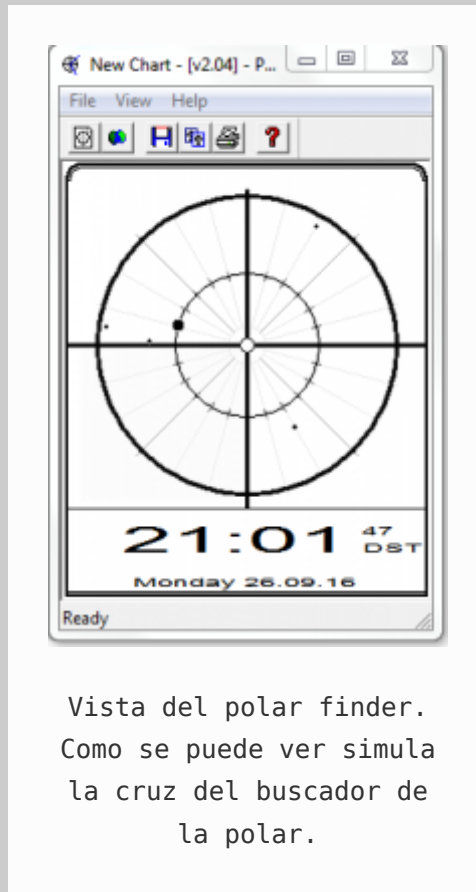 New Chart - [v2.04] - P...
File View Help
21:01 47
DST
Monday 26.09.16
Ready
Vista del polar finder.
Como se puede ver simula
la cruz del buscador de
la polar.